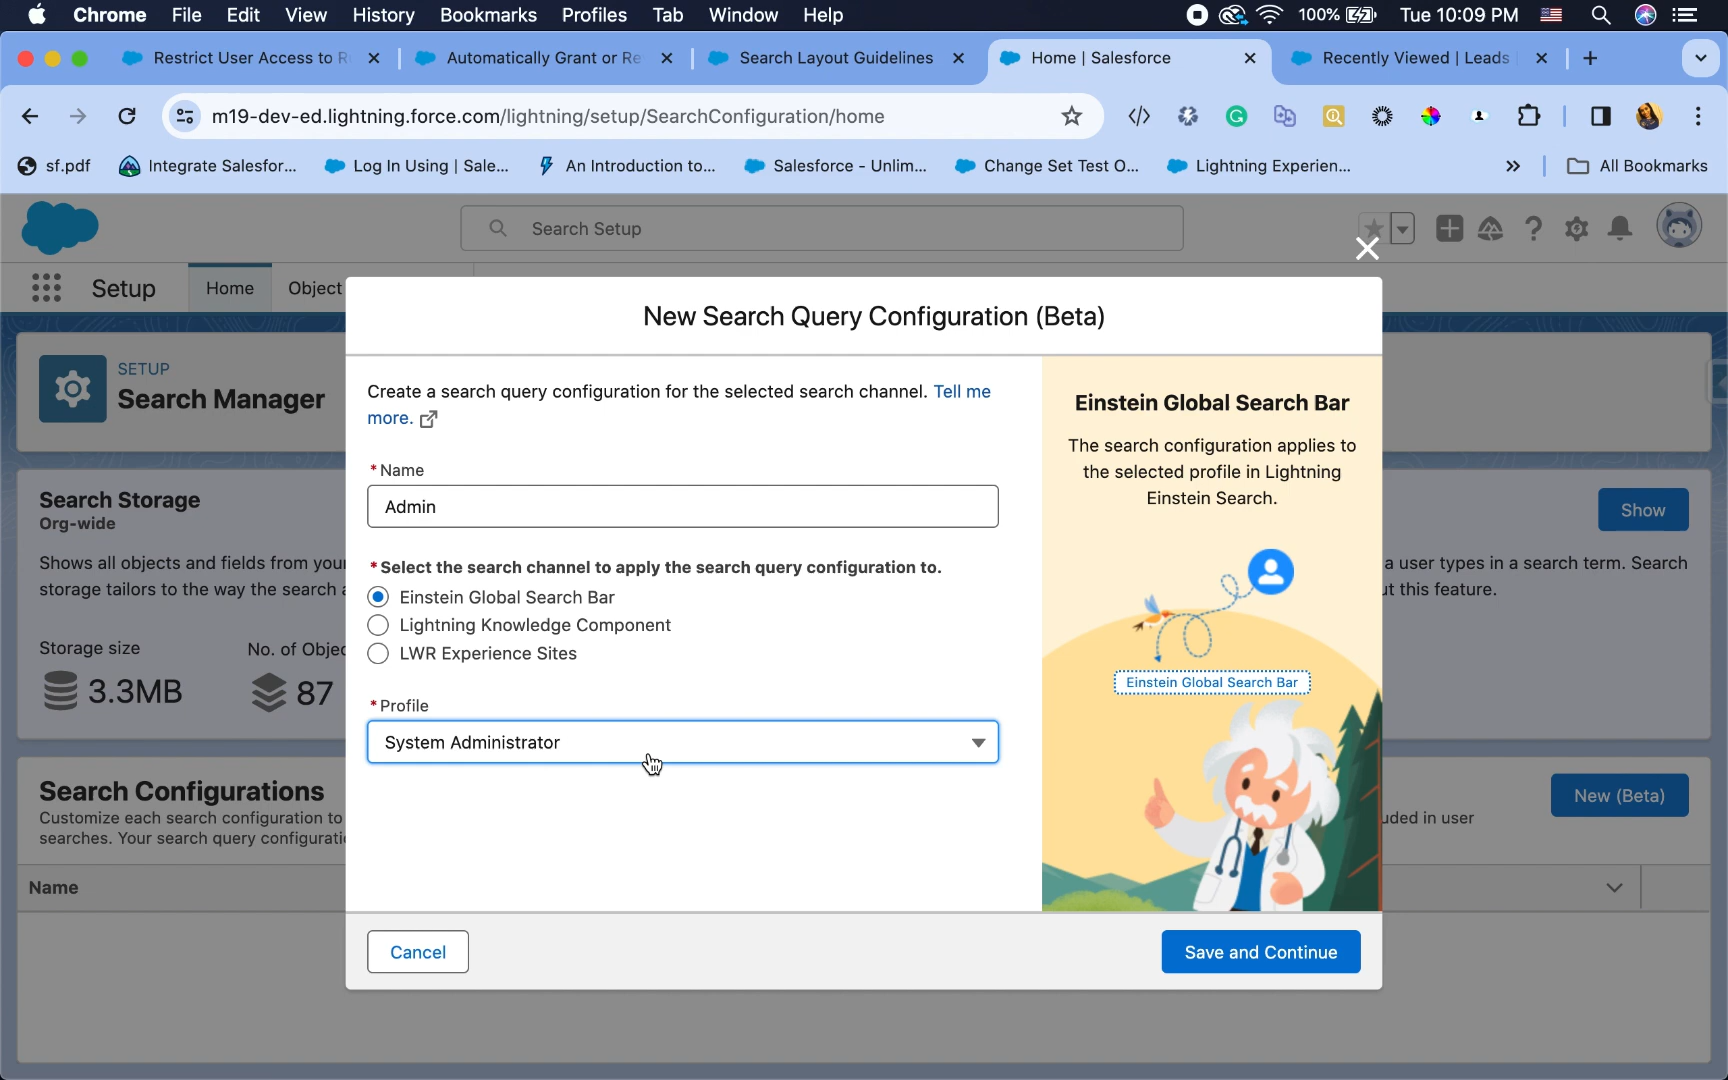 Chrome File Edit View History Bookmarks Profiles Tab Window Help 100% Tue 10:09 PM
Restrict User Access to R Automatically Grant or Re Search Layout Guidelines Home | Salesforce Recently Viewed | Leads
m19-dev-ed.lightning.force.com/lightning/setup/SearchConfiguration/home
sf.pdf Integrate Salesfor... Log In Using | Sale... An Introduction to... Salesforce - Unlim... Change Set Test O... Lightning Experien... » All Bookmarks
Search Setup
Setup Home Object
New Search Query Configuration (Beta)
SETUP
Search Manager
Create a search query configuration for the selected search channel. Tell me
more.
Einstein Global Search Bar
The search configuration applies to
the selected profile in Lightning
Einstein Search.
* Name
Admin
Search Storage
Org-wide
Show
Shows all objects and fields from you
storage tailors to the way the search a
a user types in a search term. Search
ut this feature.
* Select the search channel to apply the search query configuration to.
Einstein Global Search Bar
Lightning Knowledge Component
LWR Experience Sites
Storage size No. of Objec
3.3MB 87
Einstein Global Search Bar
* Profile
System Administrator
Search Configurations
Customize each search configuration to
searches. Your search query configurati
uded in user
New (Beta)
Name
Cancel Save and Continue